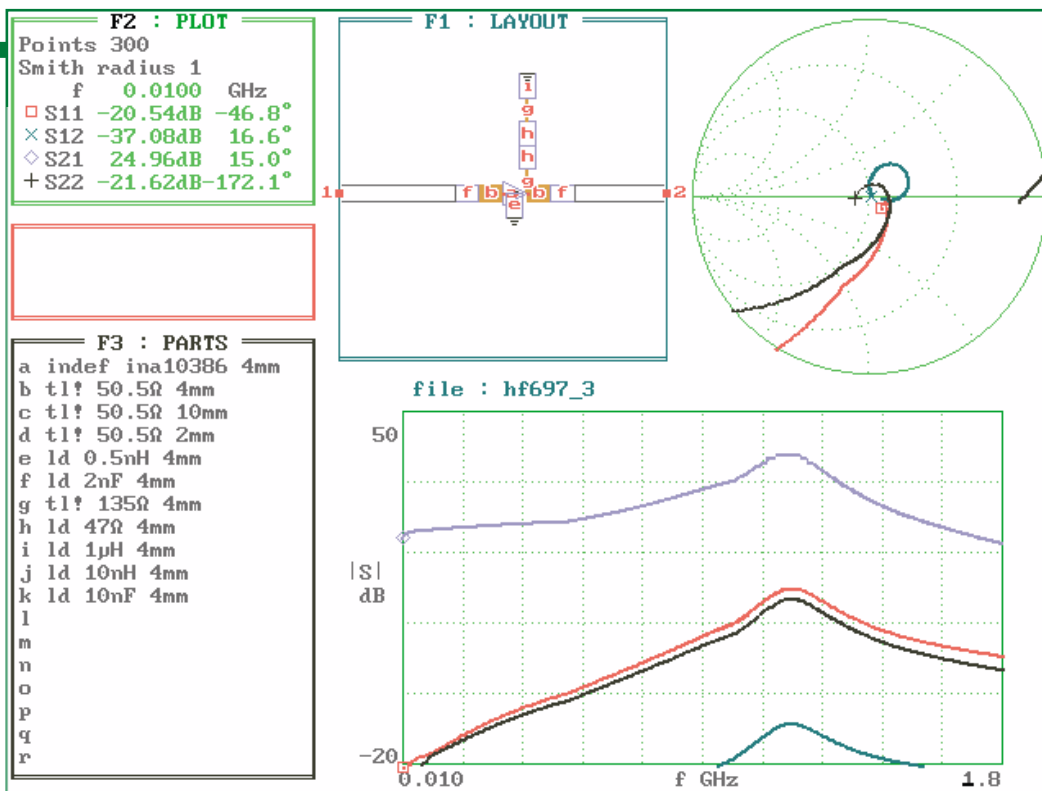 F2 : PLOT
Points 300
Smith radius 1
f 0.0100 GHz
S11 -20.54dB -46.8°
S12 -37.08dB 16.6°
S21 24.96dB 15.0°
S22 -21.62dB-172.1°
F1 : LAYOUT
i
g
h
h
g
1 f b b f 2
e
F3 : PARTS
a indef ina10386 4mm
b tl! 50.5Ω 4mm
c tl! 50.5Ω 10mm
d tl! 50.5Ω 2mm
e ld 0.5nH 4mm
f ld 2nF 4mm
g tl! 135Ω 4mm
h ld 47Ω 4mm
i ld 1µH 4mm
j ld 10nH 4mm
k ld 10nF 4mm
l
m
n
o
p
q
r
file : hf697_3
50
|S|
dB
-20
0.010 f GHz 1.8